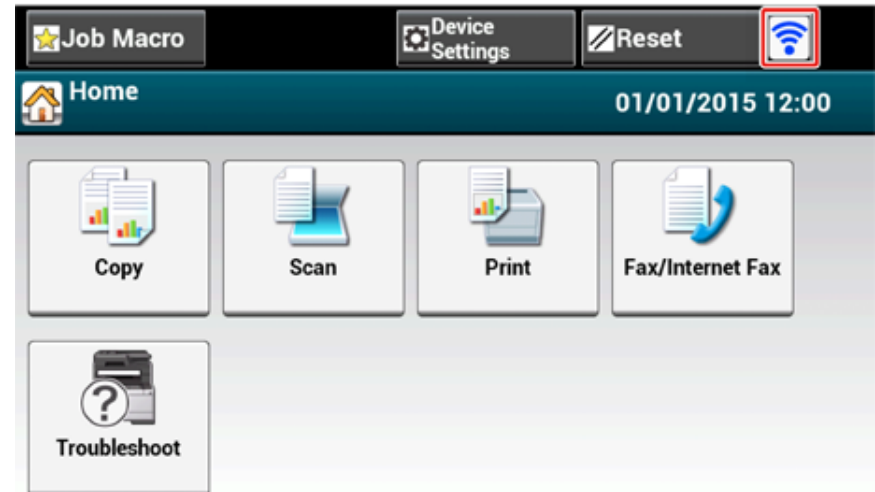 Job Macro
Device
Settings
Reset
Home
01/01/2015 12:00
Copy
Scan
Print
Fax/Internet Fax
?
Troubleshoot